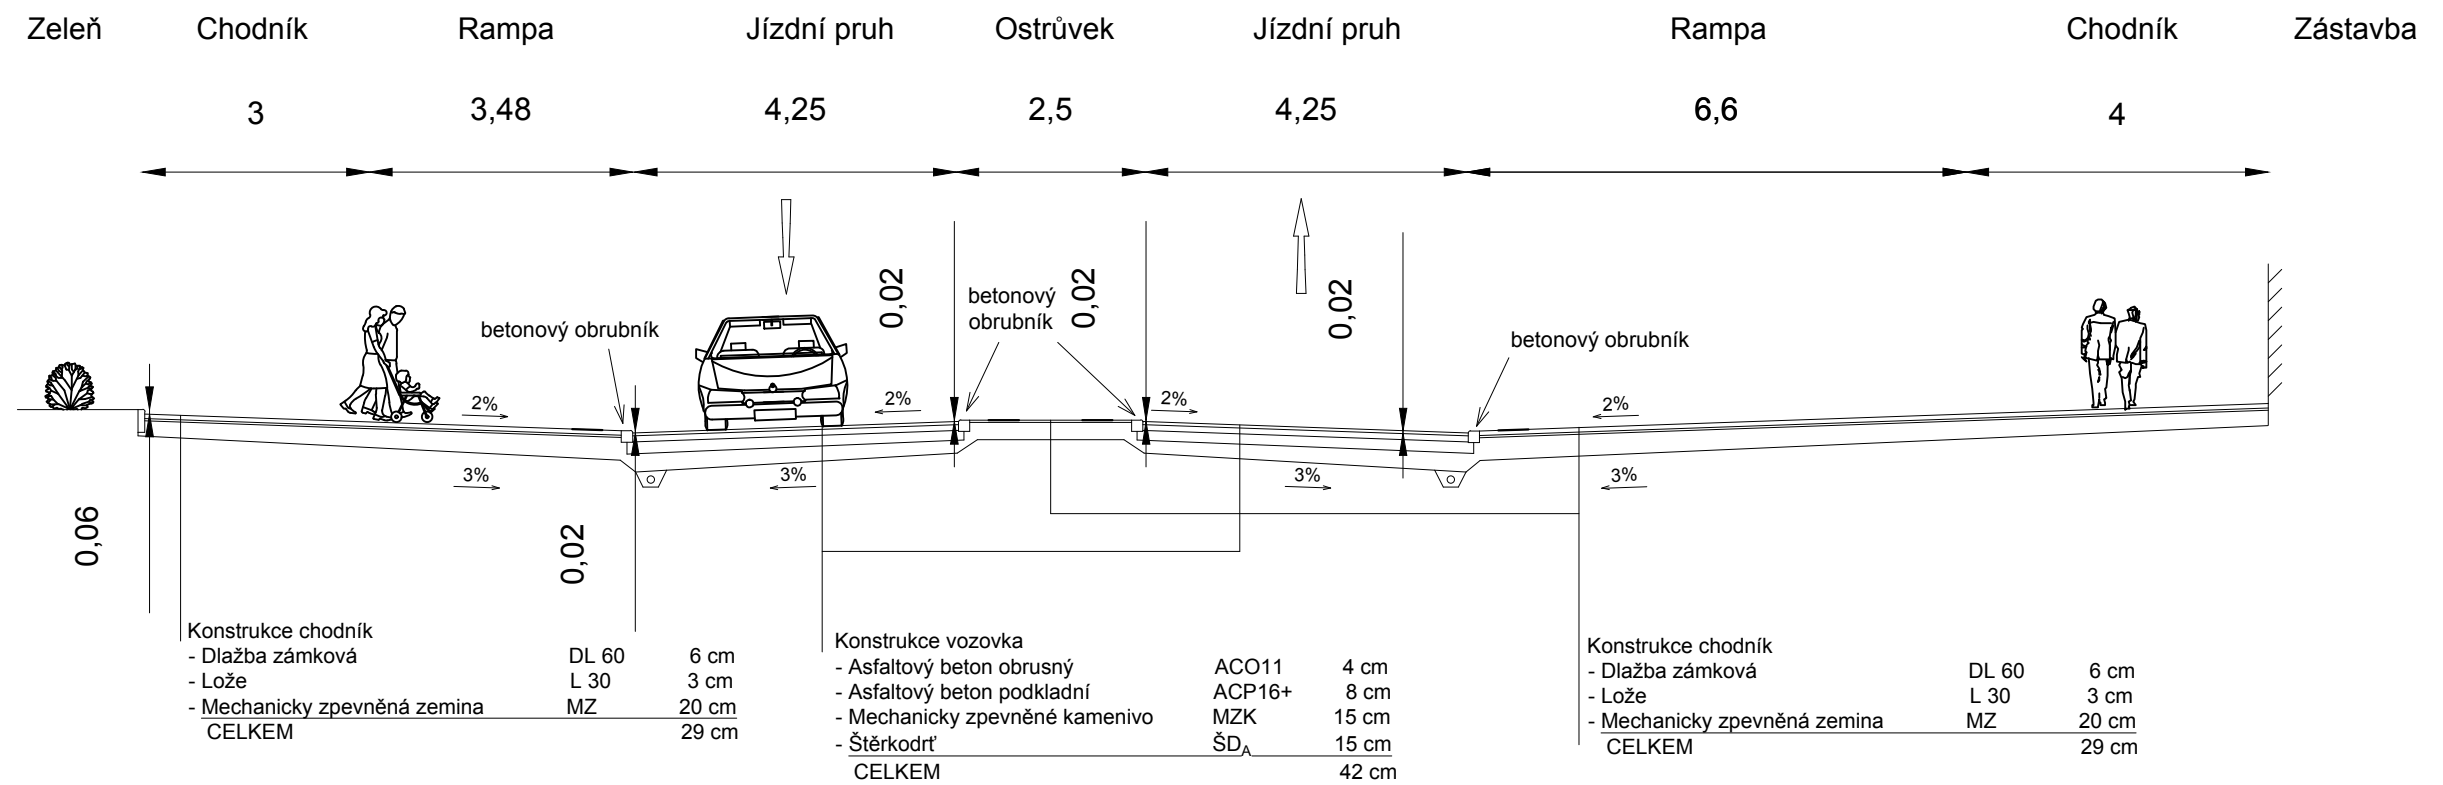 Zeleň Chodník Rampa Jízdní pruh Ostrůvek Jízdní pruh Rampa Chodník Zástavba
3 3,48 4,25 2,5 4,25 6,6 4
0,02
0,02
0,02
betonový
obrubník
betonový obrubník
betonový obrubník
2% 2% 2% 2%
3% 3% 3% 3%
0,06
0,02
Konstrukce chodník
- Dlažba zámková DL 60 6 cm
- Lože L 30 3 cm
- Mechanicky zpevněná zemina MZ 20 cm
CELKEM 29 cm
Konstrukce vozovka
- Asfaltový beton obrusný ACO11 4 cm
- Asfaltový beton podkladní ACP16+ 8 cm
- Mechanicky zpevněné kamenivo MZK 15 cm
- Štěrkodrť ŠDA 15 cm
CELKEM 42 cm
Konstrukce chodník
- Dlažba zámková DL 60 6 cm
- Lože L 30 3 cm
- Mechanicky zpevněná zemina MZ 20 cm
CELKEM 29 cm